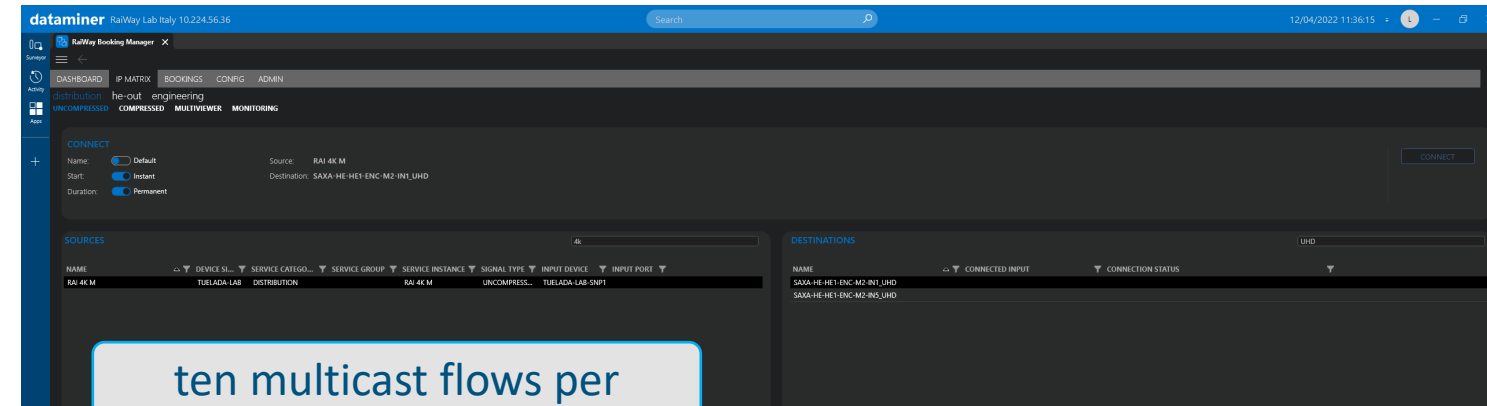 dataminer RaiWay Lab Italy 10.224.56.36 Search 12/04/2022 11:36:15 L
Surveyor
RaiWay Booking Manager
Activity
DASHBOARD IP MATRIX BOOKINGS CONFIG ADMIN
distribution he-out engineering
UNCOMPRESSED COMPRESSED MULTIVIEWER MONITORING
Apps
CONNECT
Name: Default Source: RAI 4K M CONNECT
Start: Instant Destination: SAXA-HE-HE1-ENC-M2-IN1_UHD
Duration: Permanent
SOURCES 4k DESTINATIONS UHD
NAME DEVICE SI... SERVICE CATEGO... SERVICE GROUP SERVICE INSTANCE SIGNAL TYPE INPUT DEVICE INPUT PORT NAME CONNECTED INPUT CONNECTION STATUS
RAI 4K M TUELADA-LAB DISTRIBUTION RAI 4K M UNCOMPRESS... TUELADA-LAB-SNP1 SAXA-HE-HE1-ENC-M2-IN1_UHD
SAXA-HE-HE1-ENC-M2-IN5_UHD
ten multicast flows per